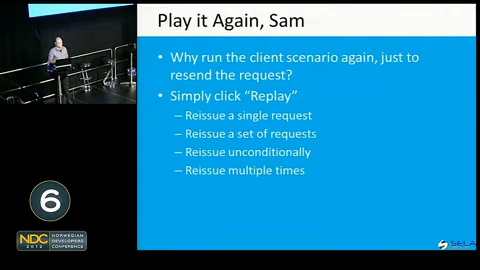 Play it Again, Sam
• Why run the client scenario again, just to
resend the request?
• Simply click “Replay”
– Reissue a single request
– Reissue a set of requests
– Reissue unconditionally
– Reissue multiple times
6
NDC
2012
NORWEGIAN
DEVELOPERS
CONFERENCE
SELA